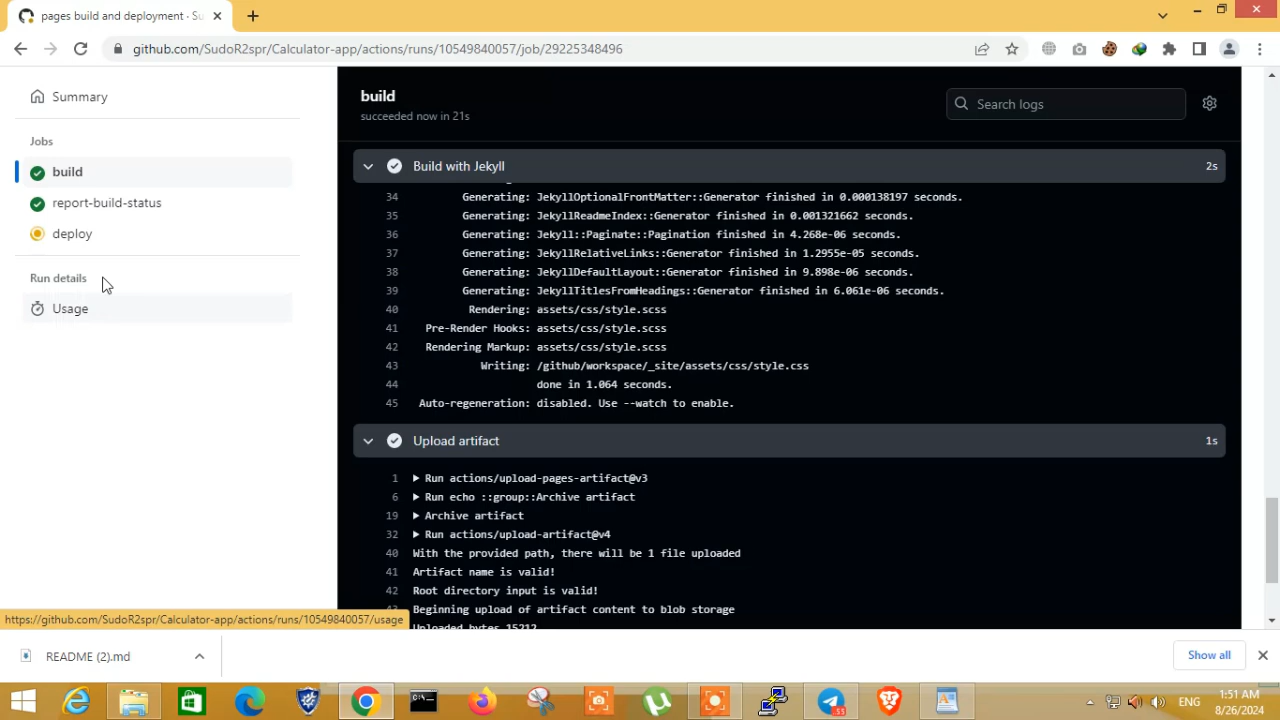 pages build and deployment · Su
github.com/SudoR2spr/Calculator-app/actions/runs/10549840057/job/29225348496
Summary
Jobs
build
report-build-status
deploy
Run details
Usage
build
succeeded now in 21s
Search logs
Build with Jekyll
2s
34 Generating: JekyllOptionalFrontMatter::Generator finished in 0.000138197 seconds.
35 Generating: JekyllReadmeIndex::Generator finished in 0.001321662 seconds.
36 Generating: Jekyll::Paginate::Pagination finished in 4.268e-06 seconds.
37 Generating: JekyllRelativeLinks::Generator finished in 1.2955e-05 seconds.
38 Generating: JekyllDefaultLayout::Generator finished in 9.898e-06 seconds.
39 Generating: JekyllTitlesFromHeadings::Generator finished in 6.061e-06 seconds.
40 Rendering: assets/css/style.scss
41 Pre-Render Hooks: assets/css/style.scss
42 Rendering Markup: assets/css/style.scss
43 Writing: /github/workspace/_site/assets/css/style.css
44 done in 1.064 seconds.
45 Auto-regeneration: disabled. Use --watch to enable.
Upload artifact
1s
1 Run actions/upload-pages-artifact@v3
6 Run echo ::group::Archive artifact
19 Archive artifact
32 Run actions/upload-artifact@v4
40 With the provided path, there will be 1 file uploaded
41 Artifact name is valid!
42 Root directory input is valid!
43 Beginning upload of artifact content to blob storage
Uploaded bytes 15212
https://github.com/SudoR2spr/Calculator-app/actions/runs/10549840057/usage
README (2).md
Show all
33
ENG
1:51 AM
8/26/2024